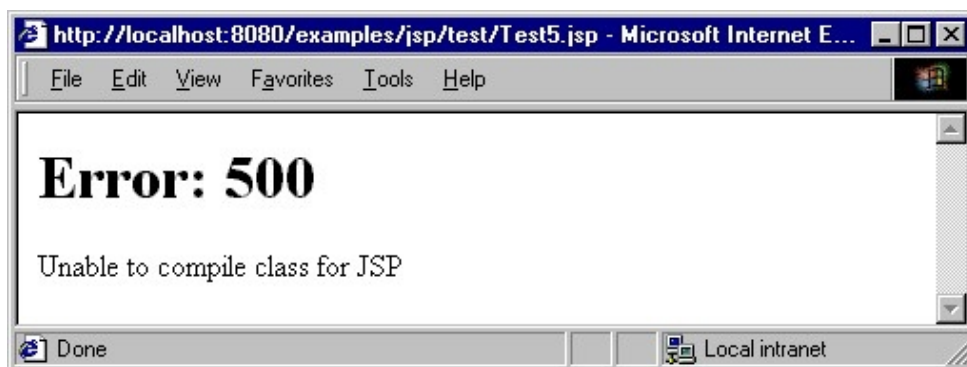 http://localhost:8080/examples/jsp/test/Test5.jsp - Microsoft Internet E...
File Edit View Favorites Tools Help
Error: 500
Unable to compile class for JSP
Done Local intranet